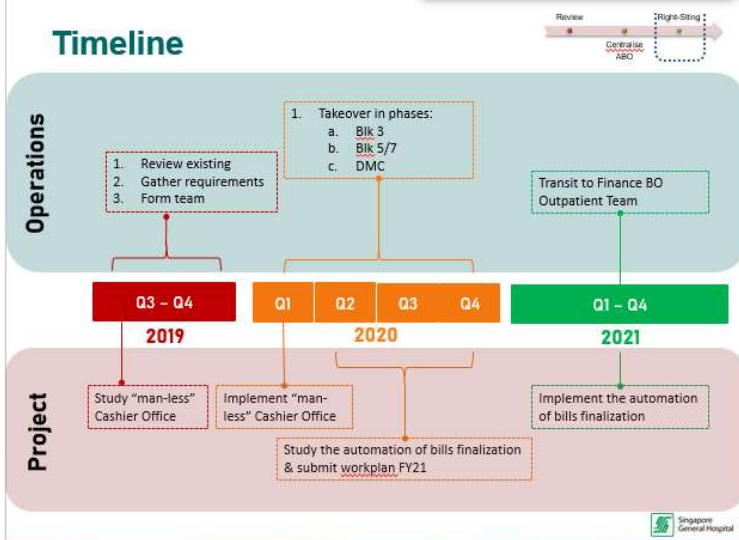 Timeline
Review
Right-Siting
Centralise
ABO
Operations
1. Review existing
2. Gather requirements
3. Form team
1. Takeover in phases:
a. Blk 3
b. Blk 5/7
c. DMC
Transit to Finance BO
Outpatient Team
Q3 – Q4
Q1
Q2
Q3
Q4
Q1 – Q4
2019
2020
2021
Project
Study “man-less”
Cashier Office
Implement “man-
less” Cashier Office
Study the automation of bills finalization
& submit workplan FY21
Implement the automation
of bills finalization
Singapore
General Hospital